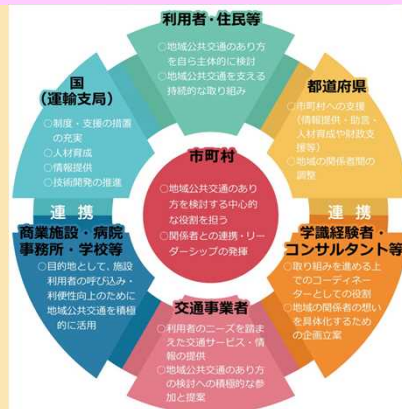 利用者・住民等
○地域公共交通のあり方
を自ら主体的に検討
○地域公共交通を支える
持続的な取り組み
国
(運輸支局)
○制度・支援の措置
の充実
○人材育成
○情報提供
○技術開発の推進
都道府県
○市町村への支援
(情報提供・助言・
人材育成や財政支
援等)
○地域の関係者間の
調整
市町村
○地域公共交通のあり
方を検討する中心的
な役割を担う
○関係者との連携・リー
ダーシップの発揮
連携
連携
商業施設・病院
事務所・学校等
○目的地として、施設
利用者の呼び込み・
利便性向上のために
地域公共交通を積極
的に活用
学識経験者・
コンサルタント等
○取り組みを進める上
でのコーディネー
ターとしての役割
○地域の関係者の想い
を具体化するため
の企画立案
交通事業者
○利用者のニーズを踏ま
えた交通サービス・情
報の提供
○地域公共交通のあり方
の検討への積極的な参
加と提案